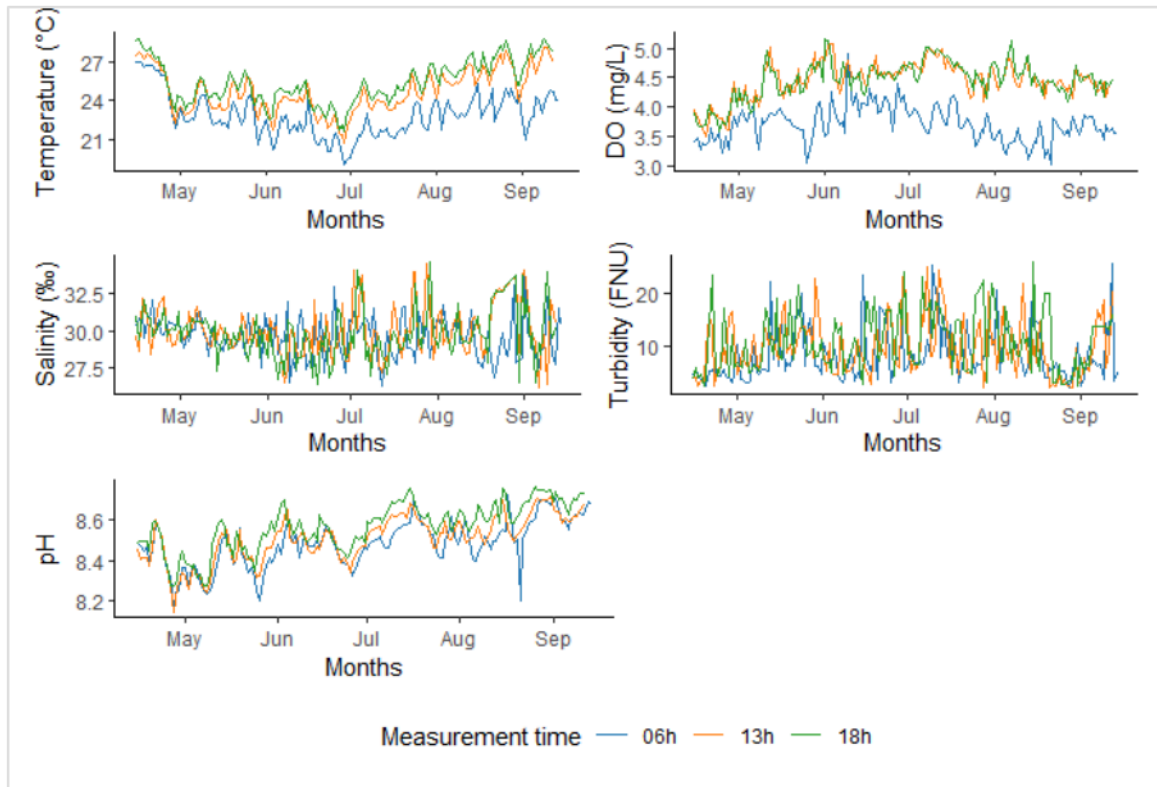 Temperature (°C)
27
24
21
May Jun Jul Aug Sep
Months
DO (mg/L)
5.0
4.5
4.0
3.5
3.0
May Jun Jul Aug Sep
Months
Salinity (‰)
32.5
30.0
27.5
May Jun Jul Aug Sep
Months
Turbidity (FNU)
20
10
May Jun Jul Aug Sep
Months
pH
8.6
8.4
8.2
May Jun Jul Aug Sep
Months
Measurement time 06h 13h 18h